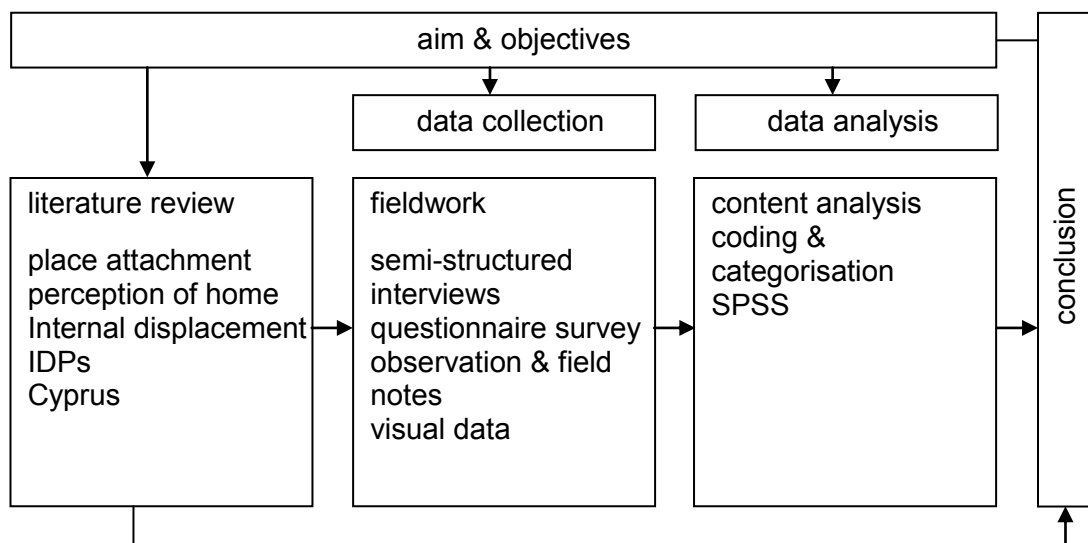 aim & objectives
data collection
data analysis
literature review
place attachment
perception of home
Internal displacement
IDPs
Cyprus
fieldwork
semi-structured
interviews
questionnaire survey
observation & field
notes
visual data
content analysis
coding &
categorisation
SPSS
conclusion